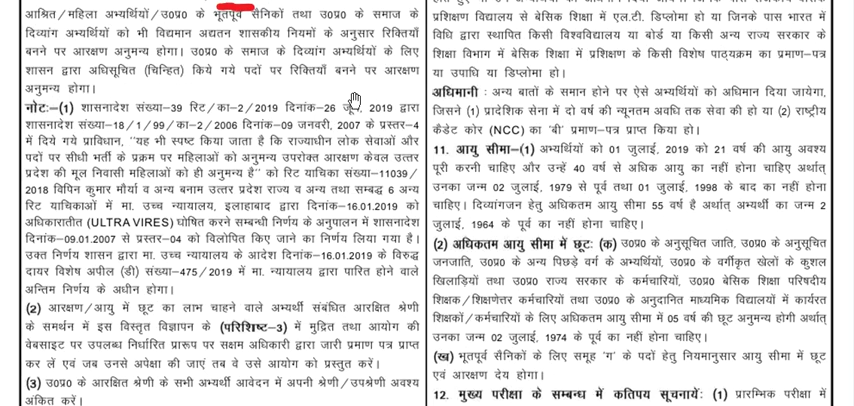 आश्रित/महिला अभ्यर्थियों/उ0प्र0 के भूतपूर्व सैनिकों तथा उ0प्र0 के समाज के
दिव्यांग अभ्यर्थियों को भी विद्यमान अद्यतन शासकीय नियमों के अनुसार रिक्तियाँ
बनने पर आरक्षण अनुमन्य होगा। उ0प्र0 के समाज के दिव्यांग अभ्यर्थियों के लिए
शासन द्वारा अधिसूचित (चिन्हित) किये गये पदों पर रिक्तियाँ बनने पर आरक्षण
अनुमन्य होगा।
नोटः–(1) शासनादेश संख्या–39 रिट/का–2/2019 दिनांक–26 जून, 2019 द्वारा
शासनादेश संख्या–18/1/99/का–2/2006 दिनांक–09 जनवरी, 2007 के प्रस्तर–4
में दिये गये प्राविधान, ''यह भी स्पष्ट किया जाता है कि राज्याधीन लोक सेवाओं और
पदों पर सीधी भर्ती के प्रक्रम पर महिलाओं को अनुमन्य उपरोक्त आरक्षण केवल उत्तर
प्रदेश की मूल निवासी महिलाओं को ही अनुमन्य है'' को रिट याचिका संख्या–11039/
2018 विपिन कुमार मौर्या व अन्य बनाम उत्तर प्रदेश राज्य व अन्य तथा सम्बद्ध 6 अन्य
रिट याचिकाओं में मा. उच्च न्यायालय, इलाहाबाद द्वारा दिनांक–16.01.2019 को
अधिकारातीत (ULTRA VIRES) घोषित करने सम्बन्धी निर्णय के अनुपालन में शासनादेश
दिनांक–09.01.2007 से प्रस्तर–04 को विलोपित किए जाने का निर्णय लिया गया है।
उक्त निर्णय शासन द्वारा मा. उच्च न्यायालय के आदेश दिनांक–16.01.2019 के विरुद्ध
दायर विशेष अपील (डी) संख्या–475/2019 में मा. न्यायालय द्वारा पारित होने वाले
अन्तिम निर्णय के अधीन होगा।
(2) आरक्षण/आयु में छूट का लाभ चाहने वाले अभ्यर्थी संबंधित आरक्षित श्रेणी
के समर्थन में इस विस्तृत विज्ञापन के (परिशिष्ट–3) में मुद्रित तथा आयोग की
वेबसाइट पर उपलब्ध निर्धारित प्रारूप पर सक्षम अधिकारी द्वारा जारी प्रमाण पत्र प्राप्त
कर लें एवं जब उनसे अपेक्षा की जाएं तब वे उसे आयोग को प्रस्तुत करें।
(3) उ0प्र0 के आरक्षित श्रेणी के सभी अभ्यर्थी आवेदन में अपनी श्रेणी/उपश्रेणी अवश्य
अंकित करें।
प्रशिक्षण विद्यालय से बेसिक शिक्षा में एल.टी. डिप्लोमा हो या जिनके पास भारत में
विधि द्वारा स्थापित किसी विश्वविद्यालय या बोर्ड या किसी अन्य राज्य सरकार के
शिक्षा विभाग में बेसिक शिक्षा में प्रशिक्षण के किसी विशेष पाठ्यक्रम का प्रमाण–पत्र
या उपाधि या डिप्लोमा हो।
अधिमानी : अन्य बातों के समान होने पर ऐसे अभ्यर्थियों को अधिमान दिया जायेगा,
जिसने (1) प्रादेशिक सेना में दो वर्ष की न्यूनतम अवधि तक सेवा की हो या (2) राष्ट्रीय
कैडेट कोर (NCC) का 'बी' प्रमाण–पत्र प्राप्त किया हो।
11. आयु सीमा–(1) अभ्यर्थियों को 01 जुलाई, 2019 को 21 वर्ष की आयु अवश्य
पूरी करनी चाहिए और उन्हें 40 वर्ष से अधिक आयु का नहीं होना चाहिए अर्थात्
उनका जन्म 02 जुलाई, 1979 से पूर्व तथा 01 जुलाई, 1998 के बाद का नहीं होना
चाहिए। दिव्यांगजन हेतु अधिकतम आयु सीमा 55 वर्ष है अर्थात् अभ्यर्थी का जन्म 2
जुलाई, 1964 के पूर्व का नहीं होना चाहिए।
(2) अधिकतम आयु सीमा में छूटः (क) उ0प्र0 के अनुसूचित जाति, उ0प्र0 के अनुसूचित
जनजाति, उ0प्र0 के अन्य पिछड़े वर्ग के अभ्यर्थियों, उ0प्र0 के वर्गीकृत खेलों के कुशल
खिलाड़ियों तथा उ0प्र0 राज्य सरकार के कर्मचारियों, उ0प्र0 बेसिक शिक्षा परिषदीय
शिक्षक/शिक्षणेत्तर कर्मचारियों तथा उ0प्र0 के अनुदानित माध्यमिक विद्यालयों में कार्यरत
शिक्षकों/कर्मचारियों के लिए अधिकतम आयु सीमा में 05 वर्ष की छूट अनुमन्य होगी अर्थात्
उनका जन्म 02 जुलाई, 1974 के पूर्व का नहीं होना चाहिए।
(ख) भूतपूर्व सैनिकों के लिए समूह 'ग' के पदों हेतु नियमानुसार आयु सीमा में छूट
एवं आरक्षण देय होगा।
12. मुख्य परीक्षा के सम्बन्ध में कतिपय सूचनायेंः (1) प्रारम्भिक परीक्षा में